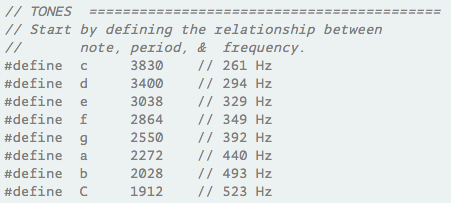 // TONES ==========================================
// Start by defining the relationship between
// note, period, & frequency.
#define c 3830 // 261 Hz
#define d 3400 // 294 Hz
#define e 3038 // 329 Hz
#define f 2864 // 349 Hz
#define g 2550 // 392 Hz
#define a 2272 // 440 Hz
#define b 2028 // 493 Hz
#define C 1912 // 523 Hz